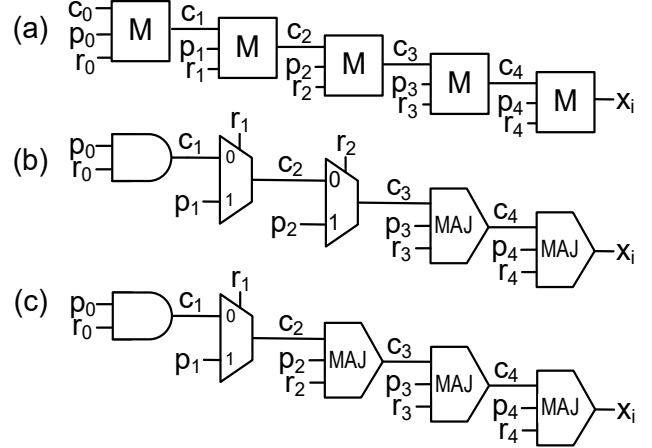 (a)
c₀ c₁
p₀ M p₁ c₂
r₀ r₁ M p₂ c₃
r₂ M p₃ c₄
r₃ M p₄ M xᵢ
r₄
(b)
p₀ c₁ r₁
r₀ 0 c₂ r₂
p₁ 1 0 c₃
p₂ 1 p₃ MAJ c₄
r₃ p₄ MAJ xᵢ
r₄
(c)
p₀ c₁ r₁
r₀ 0 c₂
p₁ 1 p₂ MAJ c₃
r₂ p₃ MAJ c₄
r₃ p₄ MAJ xᵢ
r₄